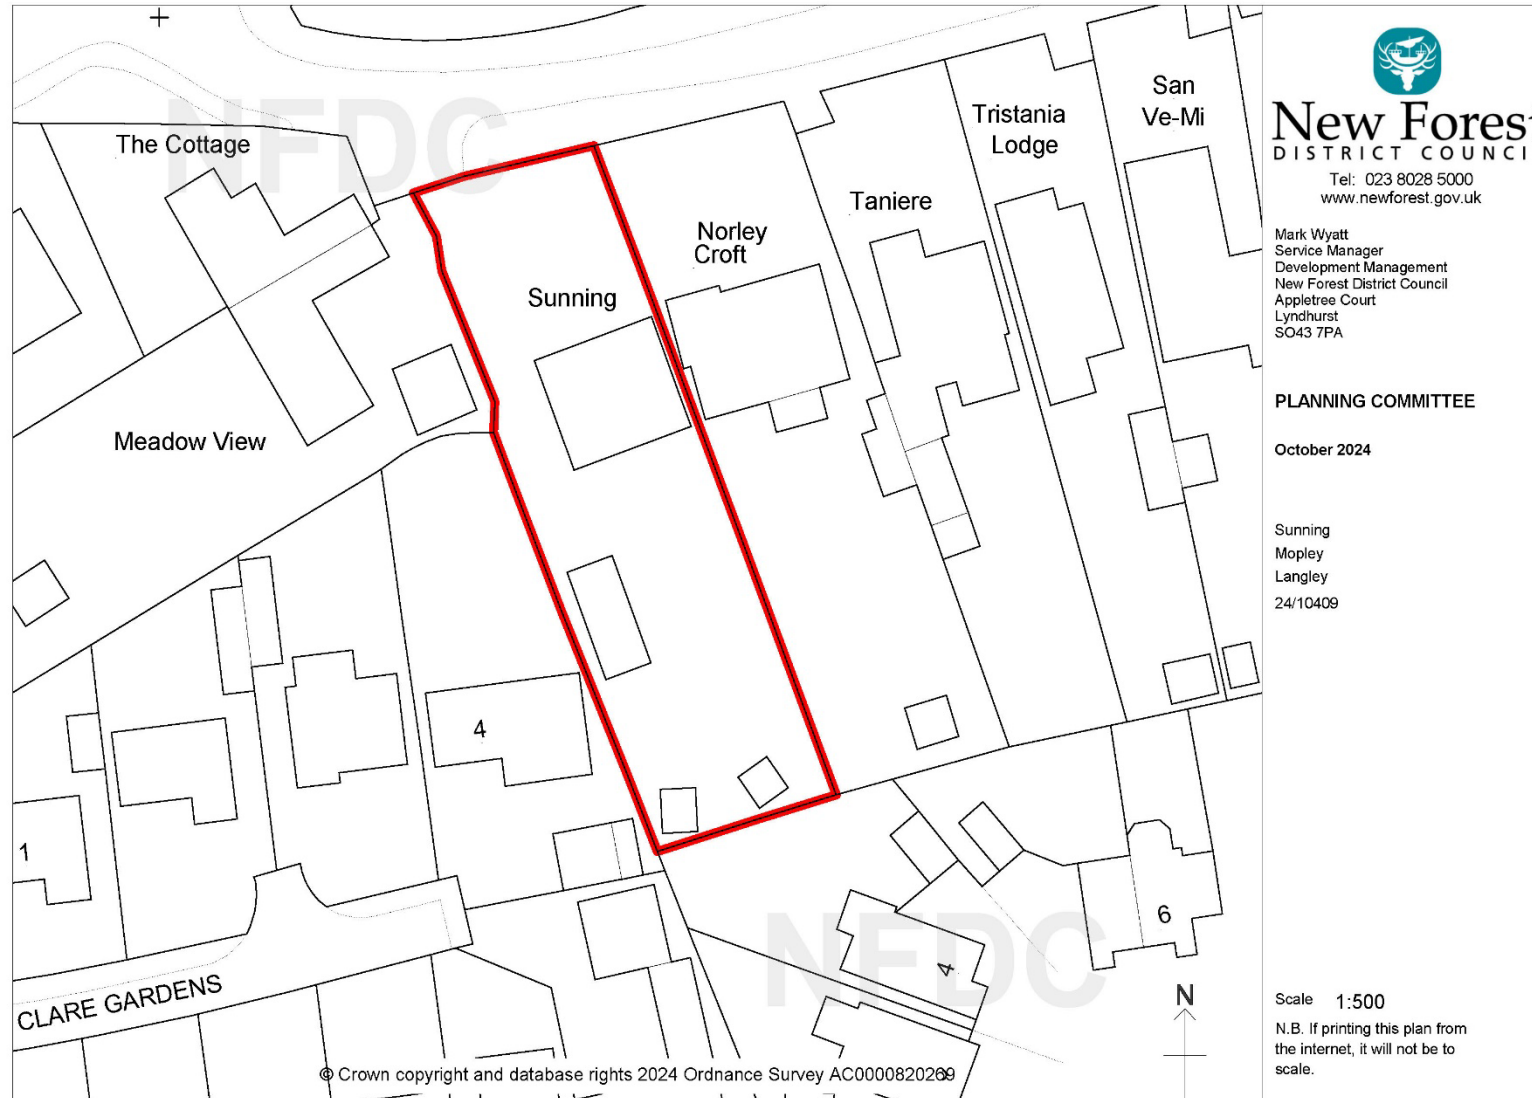 NFDC
The Cottage
Meadow View
Sunning
Norley
Croft
Taniere
Tristania
Lodge
San
Ve-Mi
4
1
CLARE GARDENS
NFDC
4
6
N
© Crown copyright and database rights 2024 Ordnance Survey
New Forest
DISTRICT COUNCI
Tel: 023 8028 5000
www.newforest.gov.uk
Mark Wyatt
Service Manager
Development Management
New Forest District Council
Appletree Court
Lyndhurst
SO43 7PA
PLANNING COMMITTEE
October 2024
Sunning
Mopley
Langley
24/10409
Scale 1:500
N.B. If printing this plan from
the internet, it will not be to
scale.